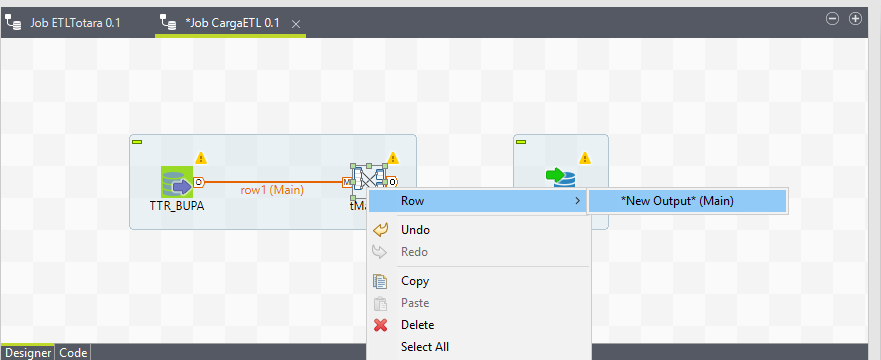 Job ETLTotara 0.1
*Job CargaETL 0.1
row1 (Main)
TTR_BUPA
Row
*New Output* (Main)
Undo
Redo
Copy
Paste
Delete
Select All
Designer
Code